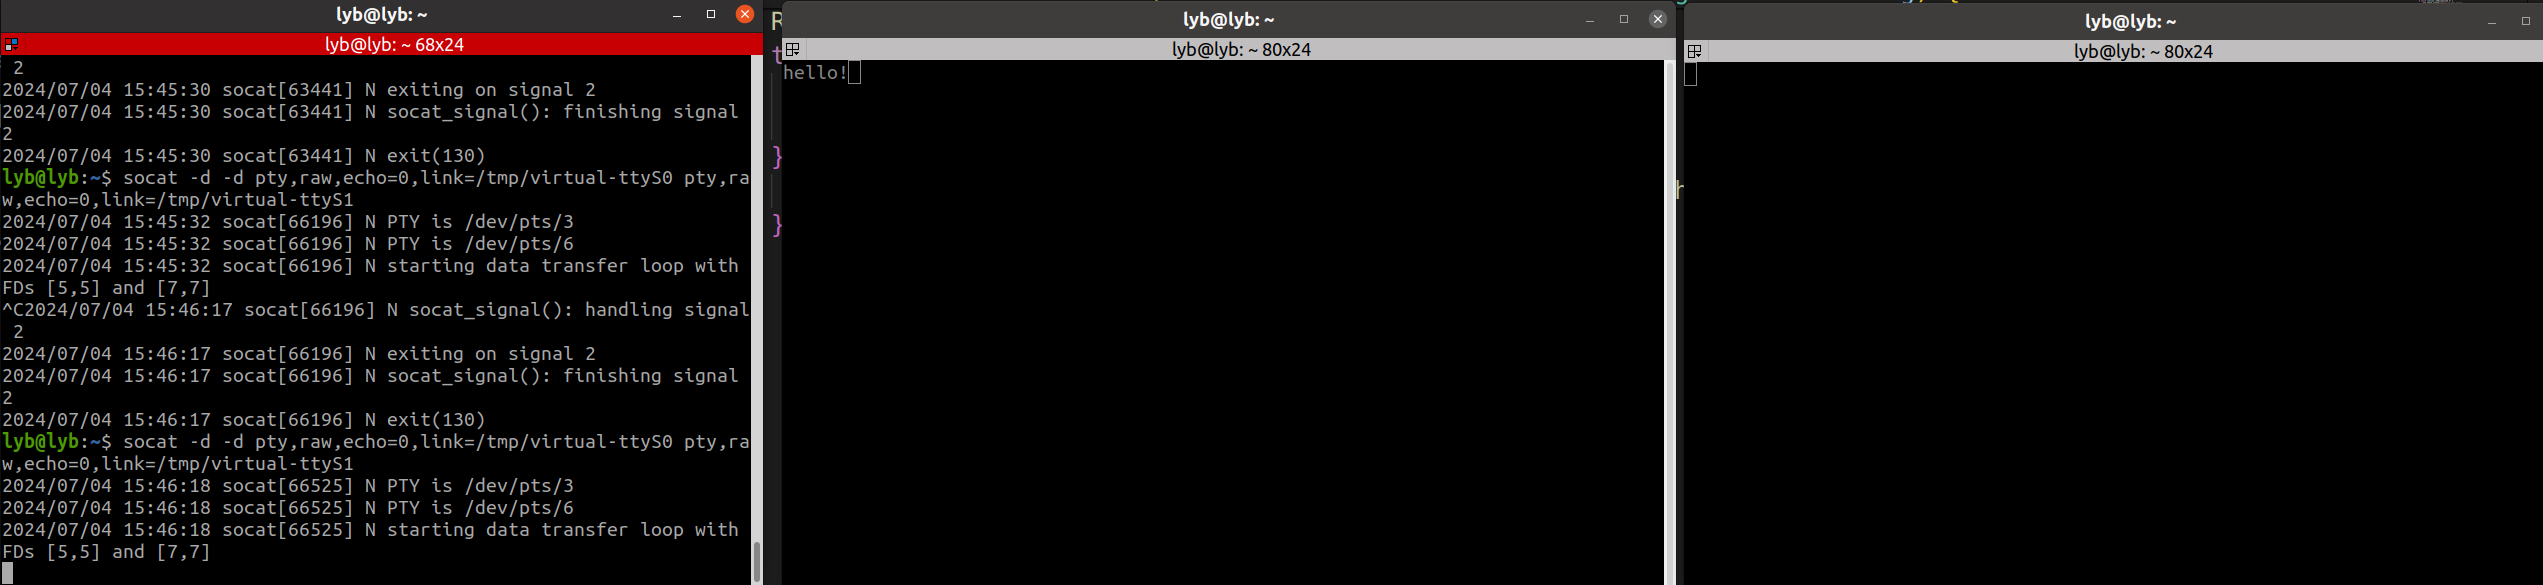 lyb@lyb: ~
lyb@lyb: ~ 68x24
 2
2024/07/04 15:45:30 socat[63441] N exiting on signal 2
2024/07/04 15:45:30 socat[63441] N socat_signal(): finishing signal
2
2024/07/04 15:45:30 socat[63441] N exit(130)
lyb@lyb:~$ socat -d -d pty,raw,echo=0,link=/tmp/virtual-ttyS0 pty,ra
w,echo=0,link=/tmp/virtual-ttyS1
2024/07/04 15:45:32 socat[66196] N PTY is /dev/pts/3
2024/07/04 15:45:32 socat[66196] N PTY is /dev/pts/6
2024/07/04 15:45:32 socat[66196] N starting data transfer loop with
FDs [5,5] and [7,7]
^C2024/07/04 15:46:17 socat[66196] N socat_signal(): handling signal
 2
2024/07/04 15:46:17 socat[66196] N exiting on signal 2
2024/07/04 15:46:17 socat[66196] N socat_signal(): finishing signal
2
2024/07/04 15:46:17 socat[66196] N exit(130)
lyb@lyb:~$ socat -d -d pty,raw,echo=0,link=/tmp/virtual-ttyS0 pty,ra
w,echo=0,link=/tmp/virtual-ttyS1
2024/07/04 15:46:18 socat[66525] N PTY is /dev/pts/3
2024/07/04 15:46:18 socat[66525] N PTY is /dev/pts/6
2024/07/04 15:46:18 socat[66525] N starting data transfer loop with
FDs [5,5] and [7,7]
R
t
}
}
lyb@lyb: ~
lyb@lyb: ~ 80x24
hello!
h
lyb@lyb: ~
lyb@lyb: ~ 80x24